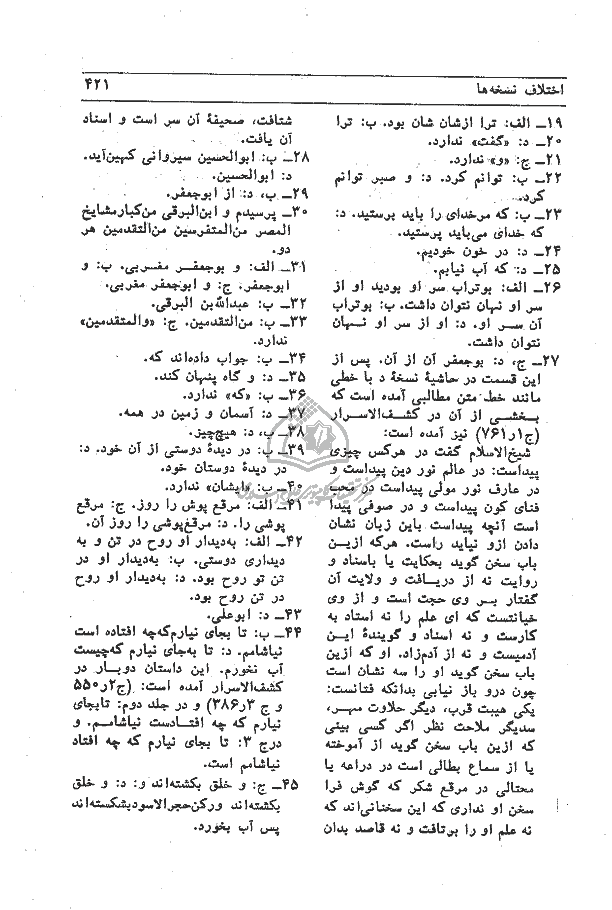 اختلاف نسخه‌ها
۴۲۱
۱۹ـ الف: ترا ازشان شان بود. ب: ترا
۲۰ـ د: «گفت» ندارد.
۲۱ـ ج: «و» ندارد.
۲۲ـ ب: توانم کرد. د: و صبر توانم
کرد.
۲۳ـ ب: که مرخدای را باید پرستید. د:
که خدای می‌باید پرستید.
۲۴ـ د: در خون خودیم.
۲۵ـ د: که آب نیابم.
۲۶ـ الف: بوتراب سر او بودید او از
سر او نهان نتوان داشت. ب: بوتراب
آن سر او. د: او از سر او نهان
نتوان داشت.
۲۷ـ ج، د: بوجعفر آن از آن. پس از
این قسمت در حاشیهٔ نسخهٔ د با خطی
مانند خط متن مطالبی آمده است که
بخشی از آن در کشف‌الاسرار
(ج۱ر۷۶۱) نیز آمده است:
شیخ‌الاسلام گفت در هرکس چیزی
پیداست: در عالم نور دین پیداست و
در عارف نور مولی پیداست در محب
فنای کون پیداست و در صوفی پیدا
است آنچه پیداست باین زبان نشان
دادن ازو نیاید راست. هرکه ازین
باب سخن گوید بحکایت یا باسناد و
روایت نه از دریافت و ولایت آن
گفتار بر وی حجت است و از وی
خیانتست که ای علم را نه استاد به
کارست و نه اسناد و گویندهٔ این
آدمیست و نه از آدم‌زاد. او که ازین
باب سخن گوید او را سه نشان است
چون درو باز نیابی بدانکه فتانست:
یکی هیبت قرب، دیگر حلاوت مهر،
سدیگر ملاحت نظر اگر کسی بینی
که ازین باب سخن گوید از آموخته
یا از سماع بطالی است در دراعه یا
محتالی در مرقع شکر که گوش فرا
سخن او نداری که این سخنانی‌اند که
نه علم او را برتافت و نه قاصد بدان
شتافت، صحیفهٔ آن سر است و اسناد
آن یافت.
۲۸ـ ب: ابوالحسین سیروانی کهین‌آید.
د: ابوالحسین.
۲۹ـ ب، د: از ابوجعفر.
۳۰ـ پرسیدم و ابن‌البرقی من‌کبارمشایخ
المصر من‌المتفرسین من‌التقدمین هر
دو.
۳۱ـ الف: و بوجعفر مغربی. ب: و
ابوجعفر. ج: و ابوجعفر مغربی.
۳۲ـ ب: عبدالله‌بن البرقی.
۳۳ـ ب: من‌التقدمین. ج: «والمتقدمین»
ندارد.
۳۴ـ ب: جواب داده‌اند که.
۳۵ـ د: و گاه پنهان کند.
۳۶ـ ب: «که» ندارد.
۳۷ـ د: آسمان و زمین در همه.
۳۸ـ ب، د: هیچ‌چیز.
۳۹ـ ب: در دیدهٔ دوستی از آن خود. د:
در دیدهٔ دوستان خود.
۴۰ـ ب: «ایشان» ندارد.
۴۱ـ الف: مرقع پوش را روز. ج: مرقع
پوشی را. د: مرقع‌پوشی را روز آن.
۴۲ـ الف: به‌دیدار او روح در تن و به
دیداری دوستی. ب: به‌دیدار او در
تن تو روح بود. د: به‌دیدار او روح
در تن روح بود.
۴۳ـ د: ابوعلی.
۴۴ـ ب: تا بجای نیارم‌که‌چه افتاده است
نیاشامم. د: تا به‌جای نیارم که‌چیست
آب نخورم. این داستان دوبار در
کشف‌الاسرار آمده است: (ج۲ر۵۵۰
و ج ۳ر۳۸۶) و در جلد دوم: تابجای
نیارم که چه افتادست نیاشامم. و
درج ۳: تا بجای نیارم که چه افتاد
نیاشامم است.
۴۵ـ ج: و خلق بکشته‌اند و: د: و خلق
بکشته‌اند ورکن‌حجرالاسودبشکسته‌اند
پس آب بخورد.